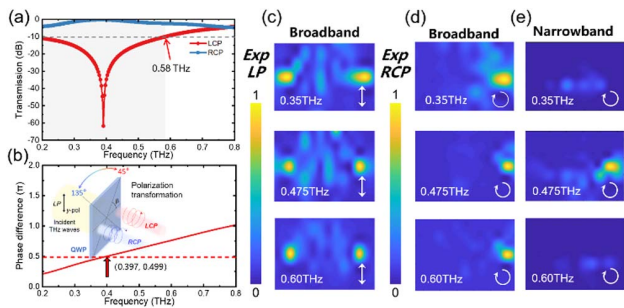 (a)
Transmission (dB)
0
-10
-20
-30
-40
-50
-60
-70
LCP
RCP
0.58 THz
0.2 0.3 0.4 0.5 0.6 0.7 0.8
Frequency (THz)
(b)
Phase difference (π)
2.0
1.5
1.0
0.5
0.0
135°
45°
LP
y-pol
Incident
THz waves
QWP
Polarization
transformation
LCP
RCP
(0.397, 0.499)
0.2 0.3 0.4 0.5 0.6 0.7 0.8
Frequency (THz)
(c)
Broadband
Exp
LP
1
0
0.35THz
0.475THz
0.60THz
(d)
Broadband
Exp
RCP
1
0
0.35THz
0.475THz
0.60THz
(e)
Narrowband
0.35THz
0.475THz
0.60THz